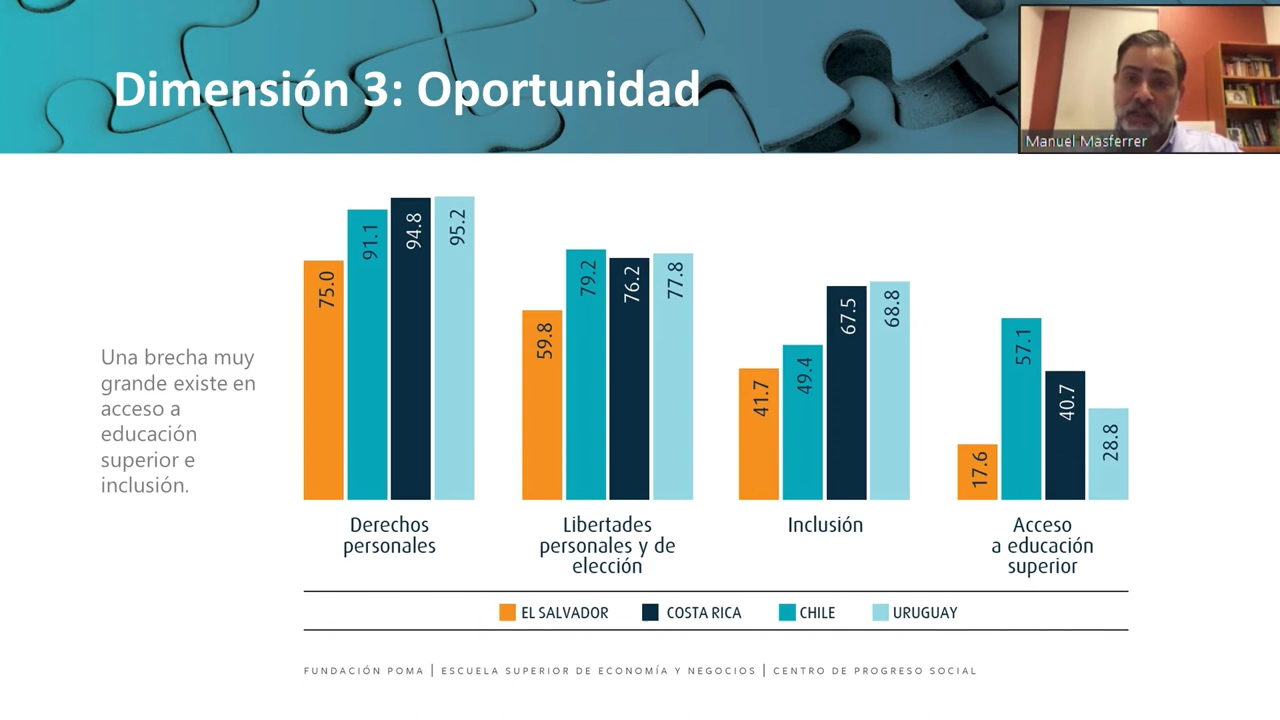 Dimensión 3: Oportunidad
Manuel Masferrer
Una brecha muy
grande existe en
acceso a
educación
superior e
inclusión.
75.0
91.1
94.8
95.2
59.8
79.2
76.2
77.8
41.7
49.4
67.5
68.8
17.6
57.1
40.7
28.8
Derechos
personales
Libertades
personales y de
elección
Inclusión
Acceso
a educación
superior
EL SALVADOR COSTA RICA CHILE URUGUAY
FUNDACIÓN POMA | ESCUELA SUPERIOR DE ECONOMÍA Y NEGOCIOS | CENTRO DE PROGRESO SOCIAL